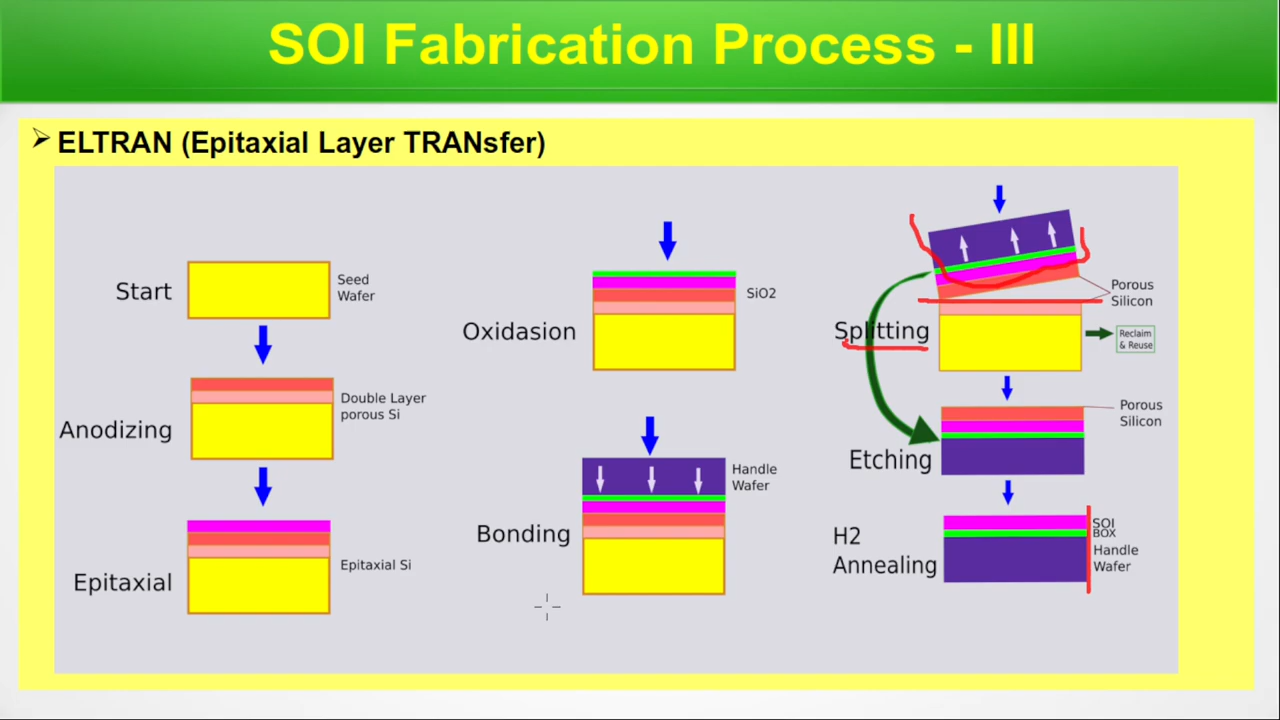 SOI Fabrication Process - III
ELTRAN (Epitaxial Layer TRANsfer)
Start
Seed
Wafer
Anodizing
Double Layer
porous Si
Epitaxial
Epitaxial Si
Oxidasion
SiO2
Bonding
Handle
Wafer
Splitting
Porous
Silicon
Reclaim
& Reuse
Etching
Porous
Silicon
H2
Annealing
SOI
BOX
Handle
Wafer